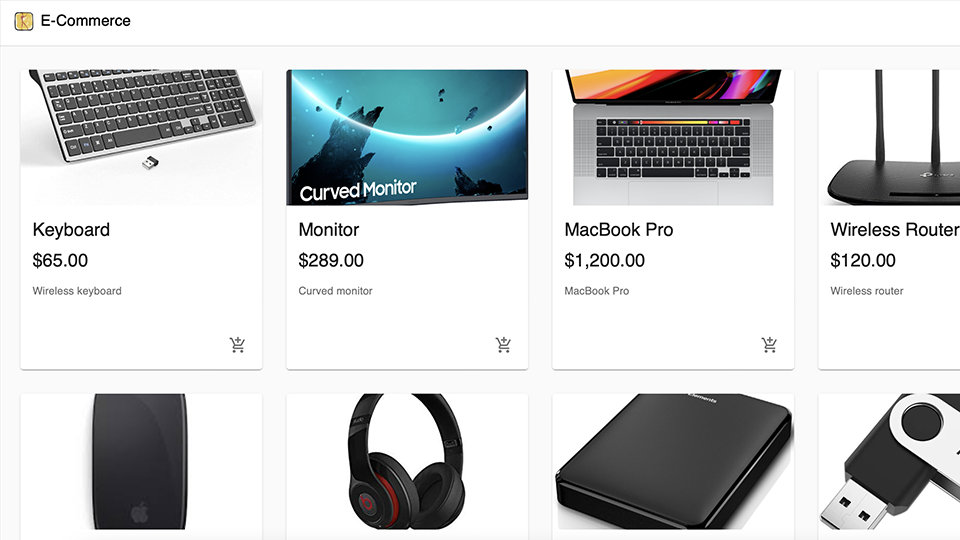 E-Commerce
Curved Monitor
Keyboard
$65.00
Wireless keyboard
Monitor
$289.00
Curved monitor
MacBook Pro
$1,200.00
MacBook Pro
Wireless Router
$120.00
Wireless router
Elements